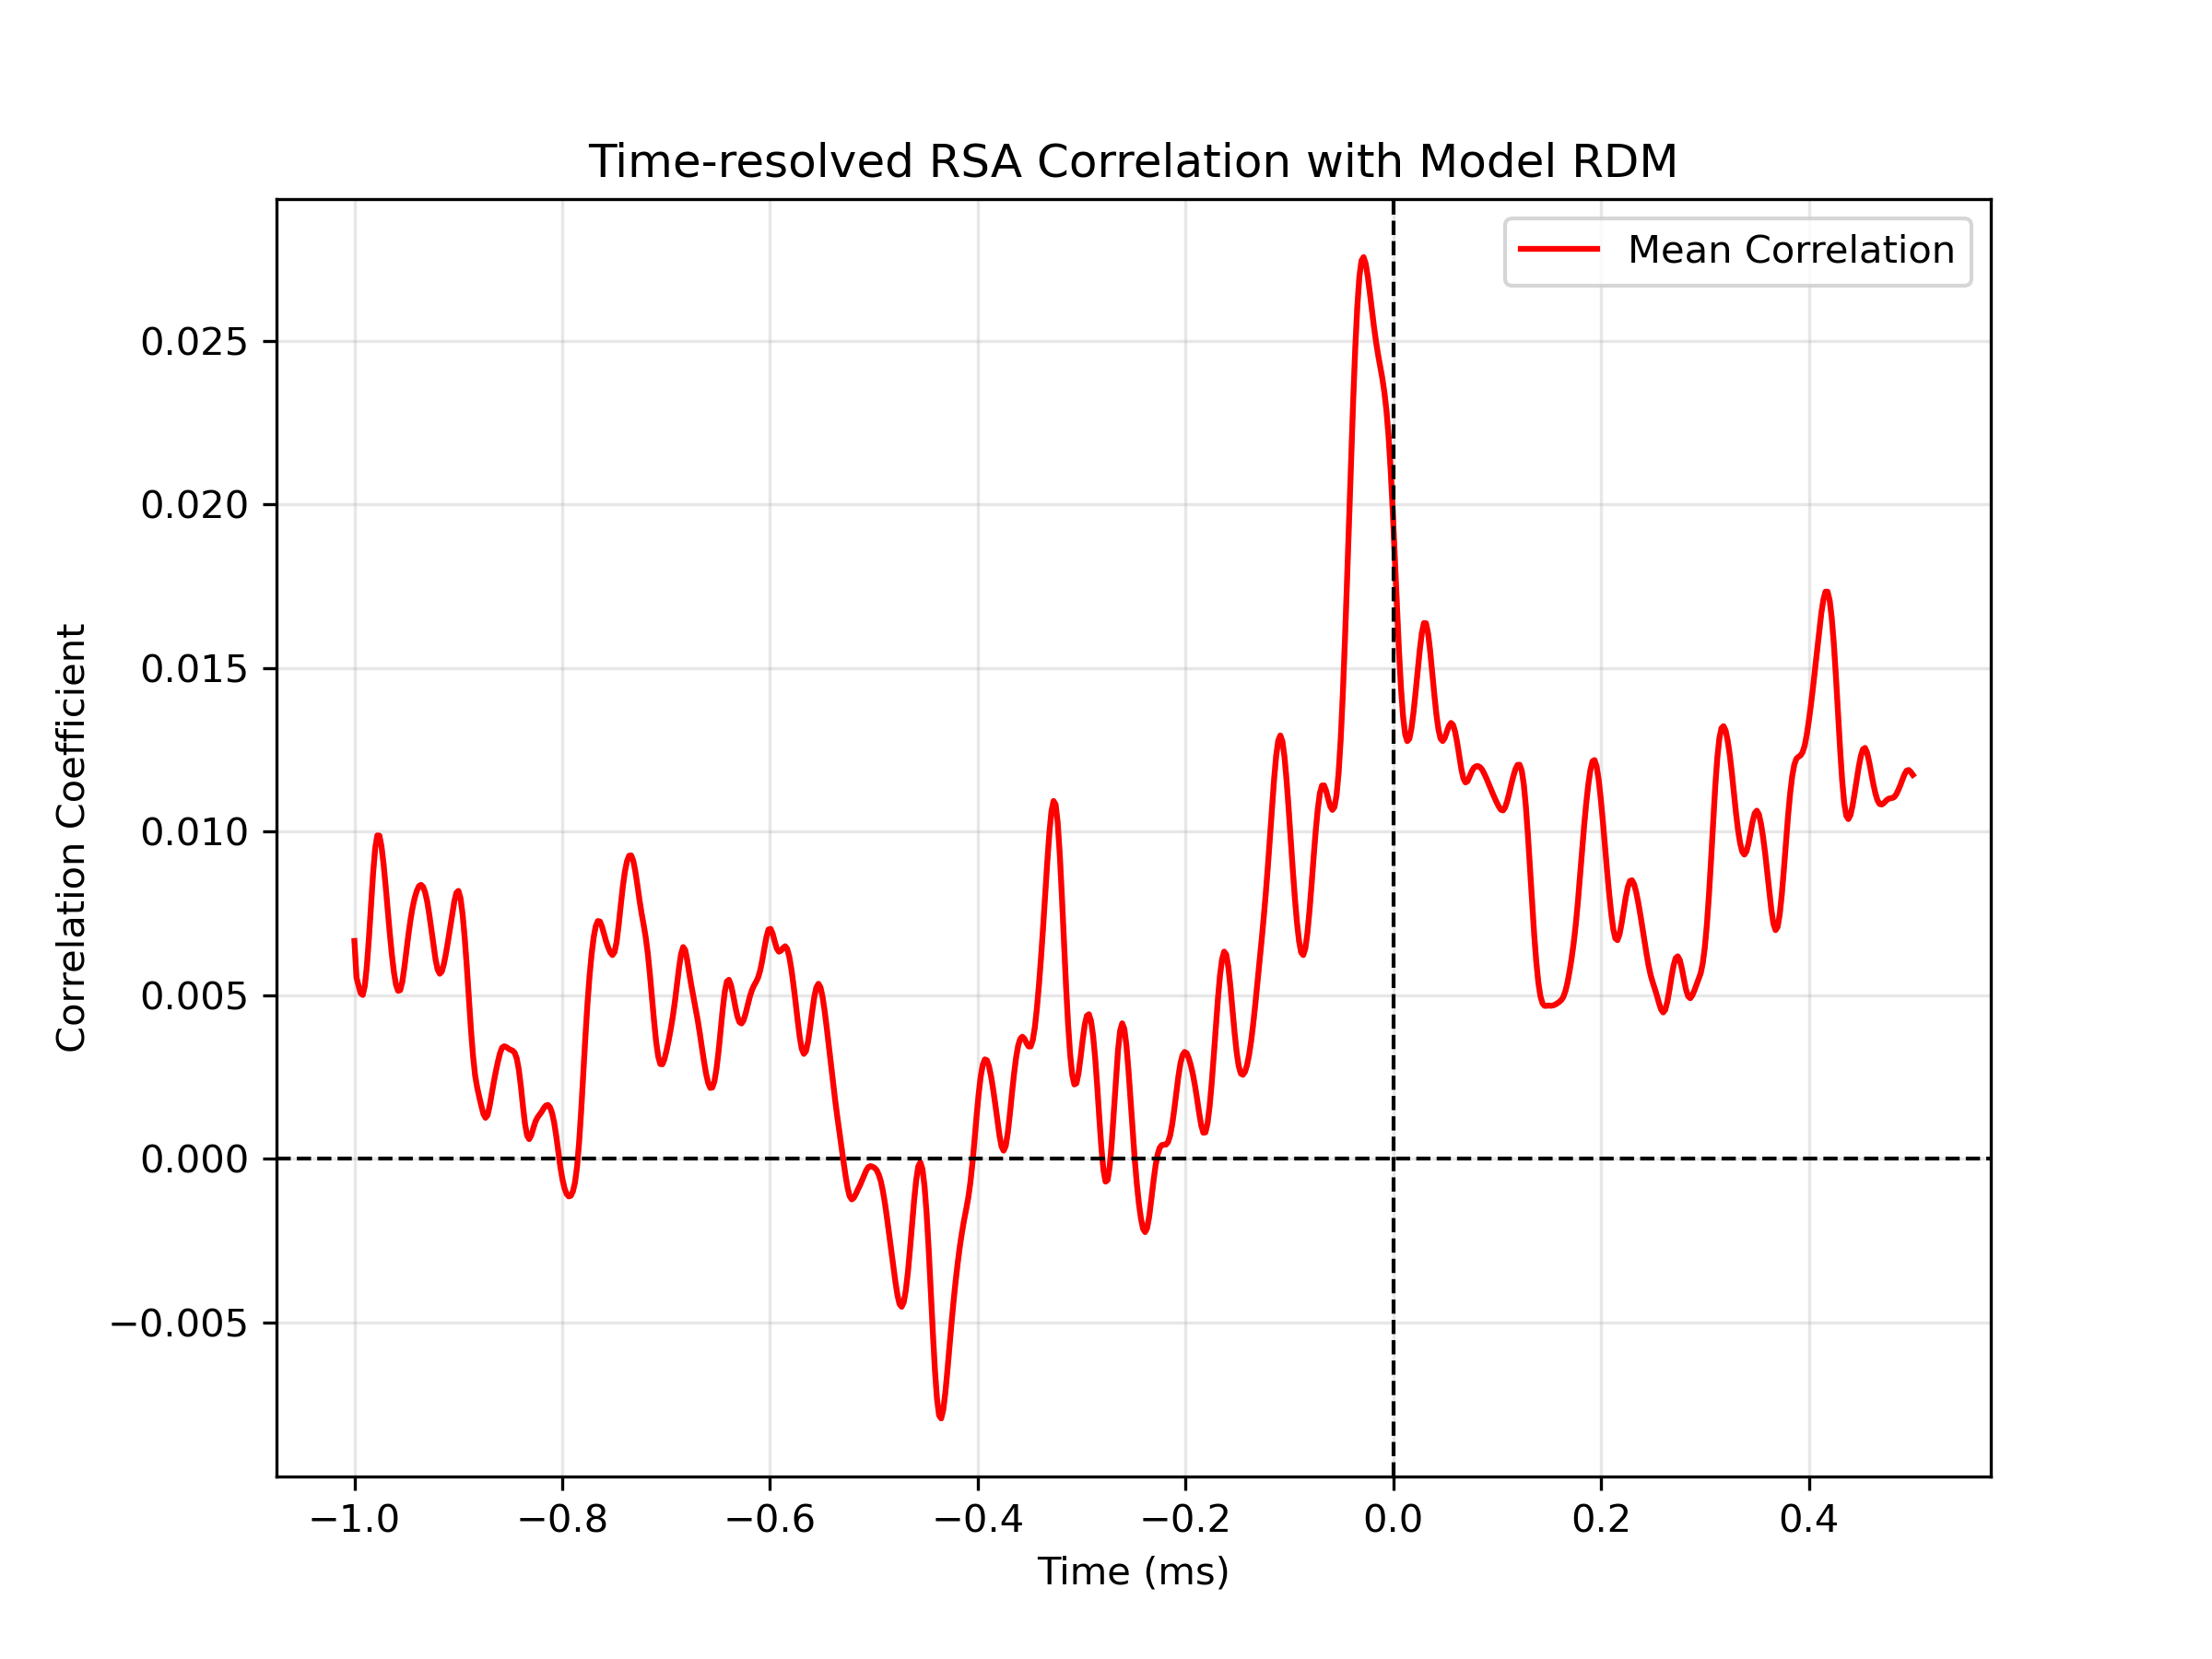 Time-resolved RSA Correlation with Model RDM
Mean Correlation
Correlation Coefficient
0.025
0.020
0.015
0.010
0.005
0.000
−0.005
−1.0 −0.8 −0.6 −0.4 −0.2 0.0 0.2 0.4
Time (ms)